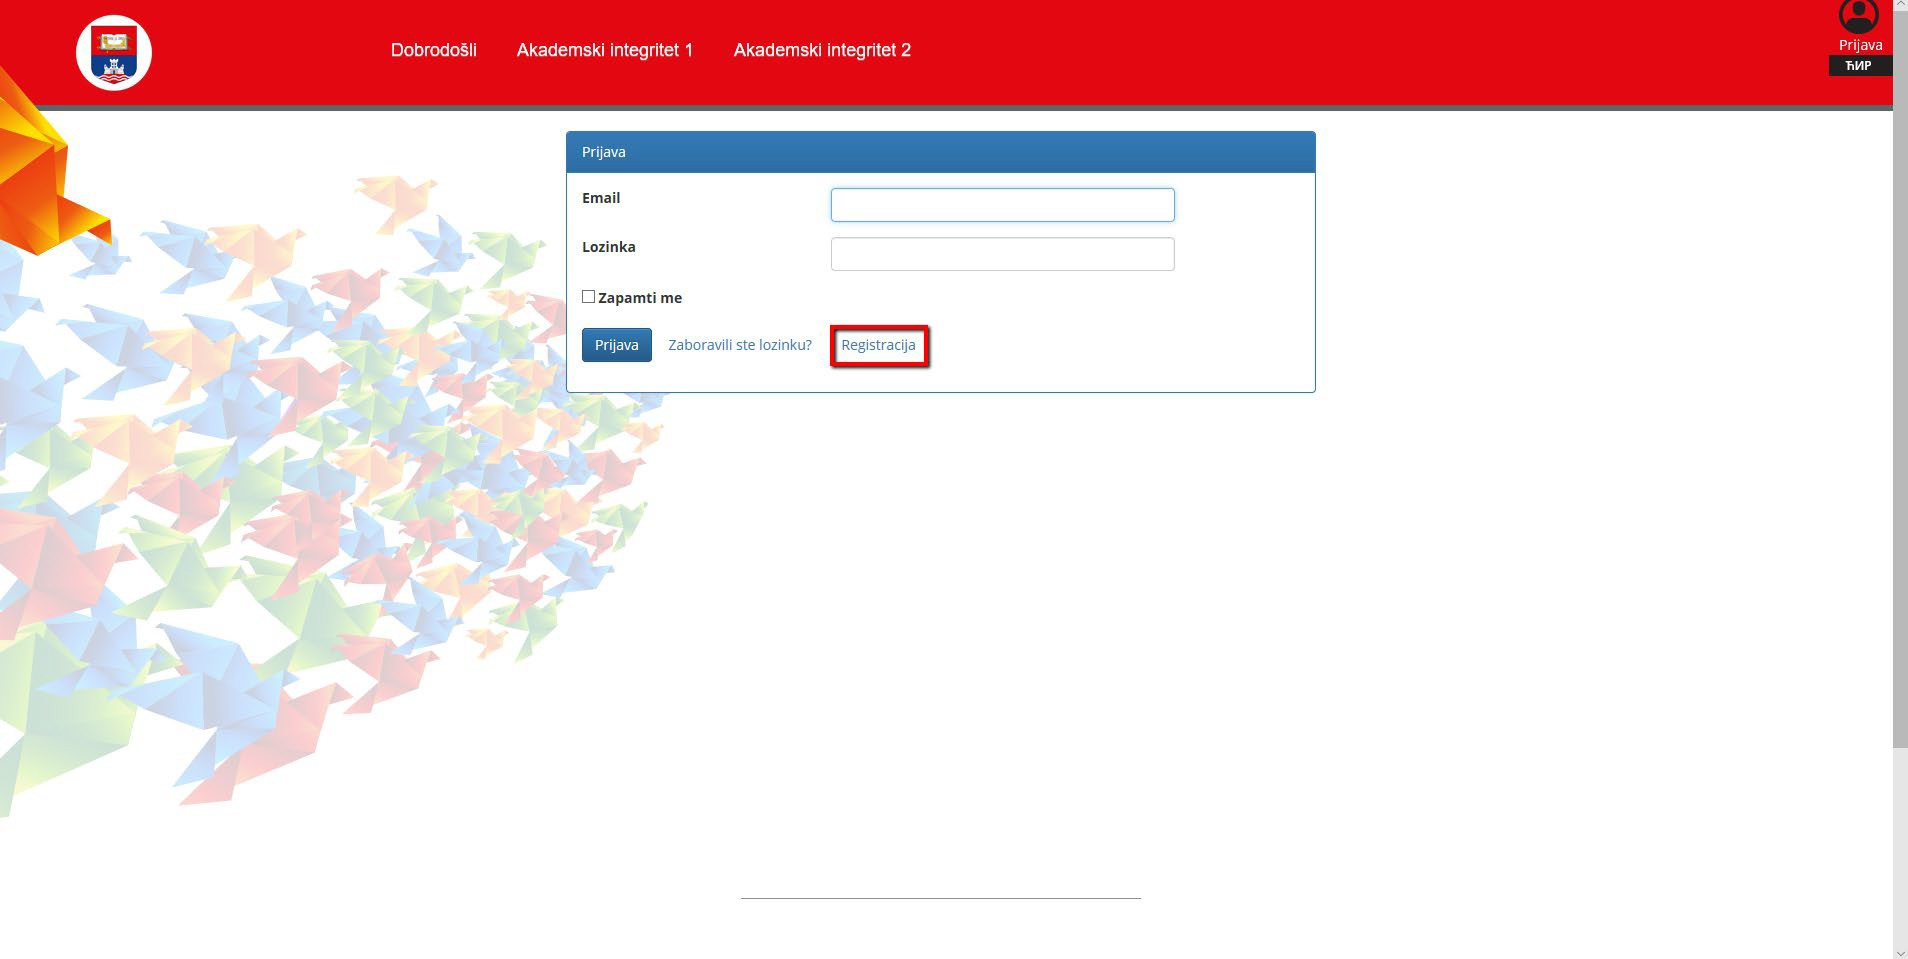 Dobrodošli Akademski integritet 1 Akademski integritet 2
Prijava
ЋИР
Prijava
Email
Lozinka
Zapamti me
Prijava Zaboravili ste lozinku? Registracija